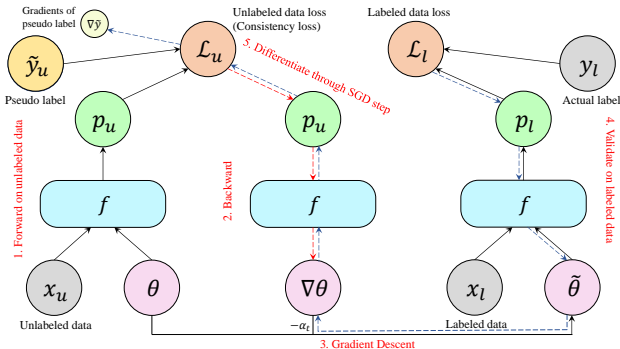 Gradients of
pseudo label
∇ỹ
Unlabeled data loss
(Consistency loss)
Labeled data loss
ℒ_u
ℒ_l
ỹ_u
y_l
5. Differentiate through SGD step
Pseudo label
Actual label
p_u
p_u
p_l
1. Forward on unlabeled data
2. Backward
4. Validate on labeled data
f
f
f
x_u
θ
∇θ
x_l
θ̃
Unlabeled data
−α_t
Labeled data
3. Gradient Descent